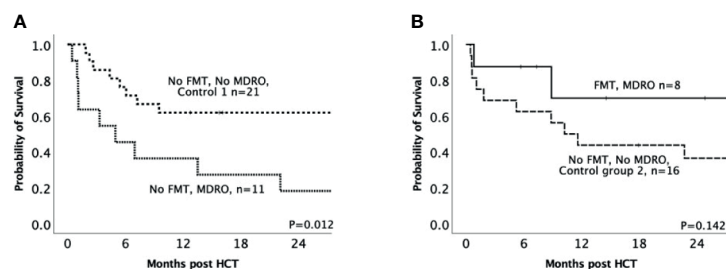 A
Probability of Survival
1.0
0.8
0.6
0.4
0.2
0.0
No FMT, No MDRO,
Control 1 n=21
No FMT, MDRO, n=11
P=0.012
0 6 12 18 24
Months post HCT
B
Probability of Survival
1.0
0.8
0.6
0.4
0.2
0.0
FMT, MDRO n=8
No FMT, No MDRO,
Control group 2, n=16
P=0.142
0 6 12 18 24
Months post HCT